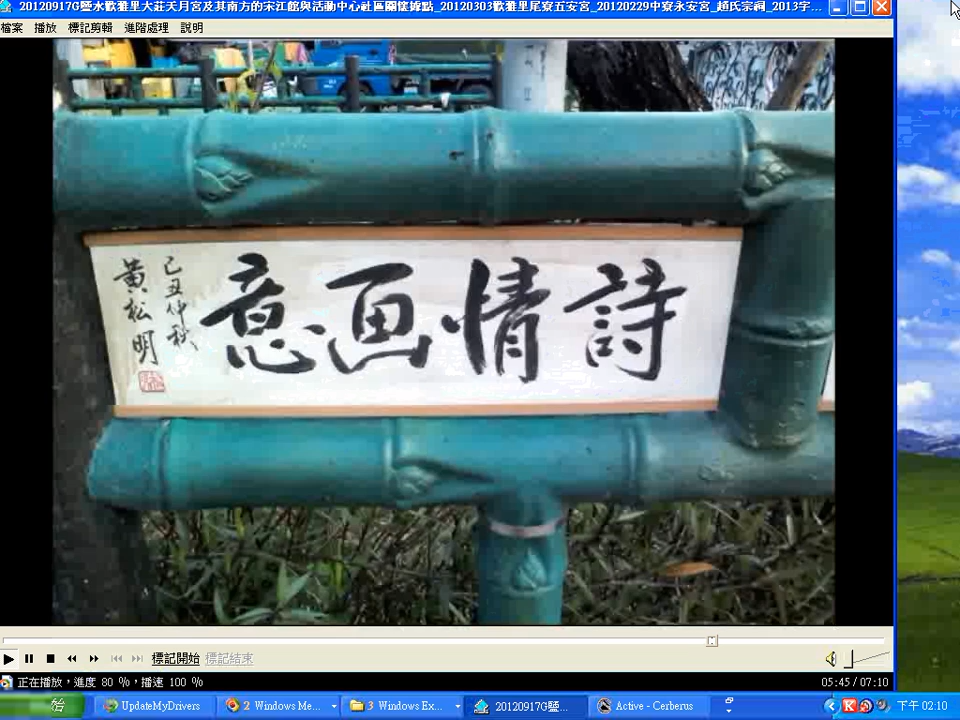 20120917G鹽水歡雅里大莊天月宮及其南方的宋江館與活動中心社區關懷據點_20120303歡雅里尾寮五安宮_20120229中寮永安宮_趙氏宗祠_2013字...
檔案 播放 標記剪輯 進階處理 說明
詩情画意
己丑仲秋
黃松明
標記開始 標記結束
正在播放，進度 80 %，播速 100 %
05:45 / 07:10
UpdateMyDrivers
2 Windows Me...
3 Windows Ex...
20120917G鹽...
Active - Cerberus
下午 02:10